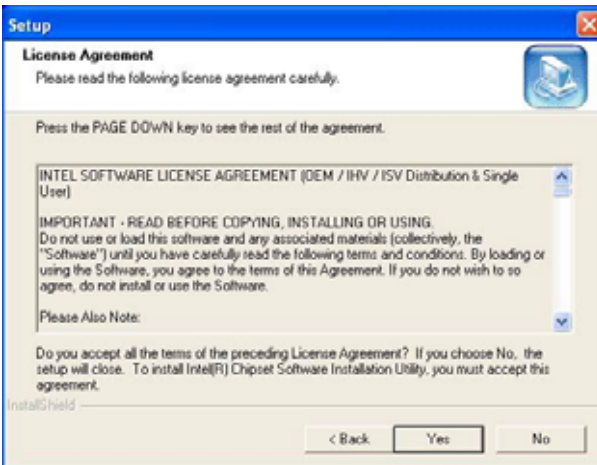 Setup
License Agreement
Please read the following license agreement carefully.
Press the PAGE DOWN key to see the rest of the agreement.
INTEL SOFTWARE LICENSE AGREEMENT (OEM / IHV / ISV Distribution & Single
User)
IMPORTANT - READ BEFORE COPYING, INSTALLING OR USING.
Do not use or load this software and any associated materials (collectively, the
"Software") until you have carefully read the following terms and conditions. By loading or
using the Software, you agree to the terms of this Agreement. If you do not wish to so
agree, do not install or use the Software.
Please Also Note:
Do you accept all the terms of the preceding License Agreement? If you choose No, the
setup will close. To install Intel(R) Chipset Software Installation Utility, you must accept this
agreement.
InstallShield
< Back Yes No